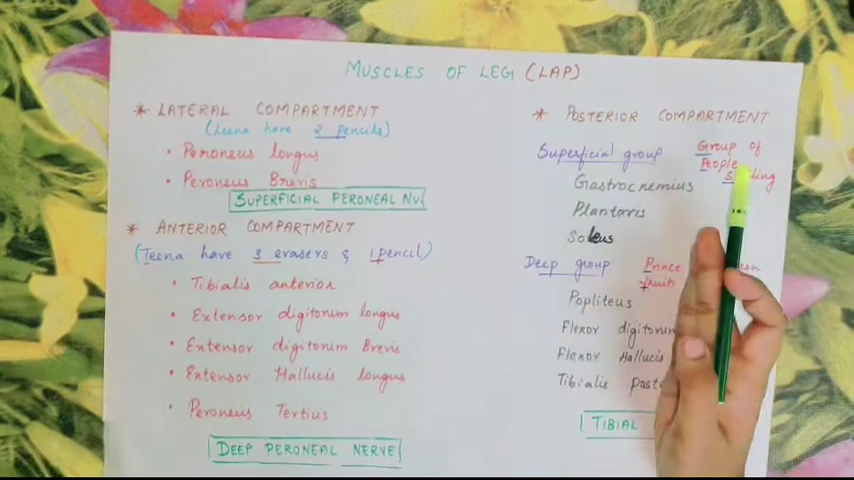 MUSCLES OF LEG (LAP)
* LATERAL COMPARTMENT
(Teena have 2 pencils)
• Peroneus longus
• Peroneus Brevis
SUPERFICIAL PERONEAL NV.
* ANTERIOR COMPARTMENT
(Teena have 3 erasers & 1 pencil)
• Tibialis anterior
• Extensor digitorum longus
• Extensor digitorum Brevis
• Extensor Hallucis longus
• Peroneus Tertius
DEEP PERONEAL NERVE
* POSTERIOR COMPARTMENT
Superficial group
Group of
People
Gastrocnemius
Plantaris
Soleus
Deep group
Popliteus
Flexor
Flexor Hallucis
Tibialis
TIBIAL